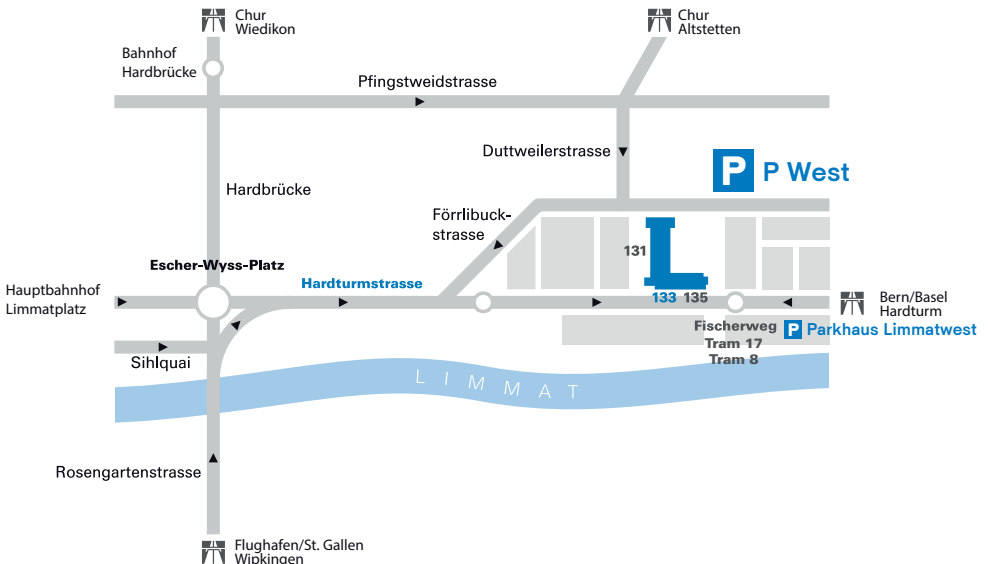 Chur
Wiedikon
Chur
Altstetten
Bahnhof
Hardbrücke
Pfingstweidstrasse
Duttweilerstrasse
P
P West
Hardbrücke
Förrlibuck-
strasse
131
Escher-Wyss-Platz
Hardturmstrasse
Hauptbahnhof
Limmatplatz
133 135
Bern/Basel
Hardturm
Fischerweg
P Parkhaus Limmatwest
Tram 17
Tram 8
Sihlquai
LIMMAT
Rosengartenstrasse
Flughafen/St. Gallen
Wipkingen